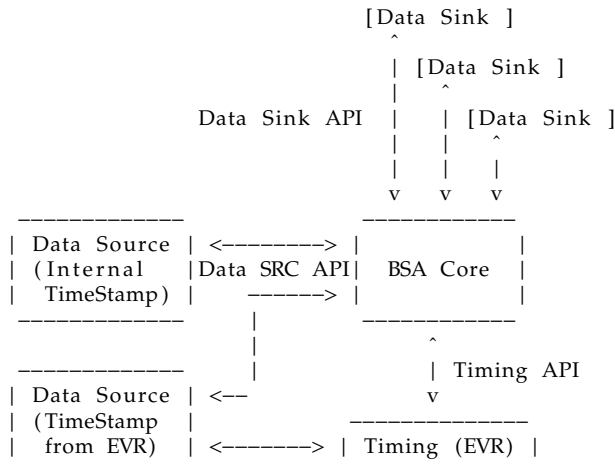 [Data Sink ]
[Data Sink ]
Data Sink API [Data Sink ]
Data Source
(Internal Data SRC API BSA Core
TimeStamp)
Timing API
Data Source
(TimeStamp
from EVR) Timing (EVR)